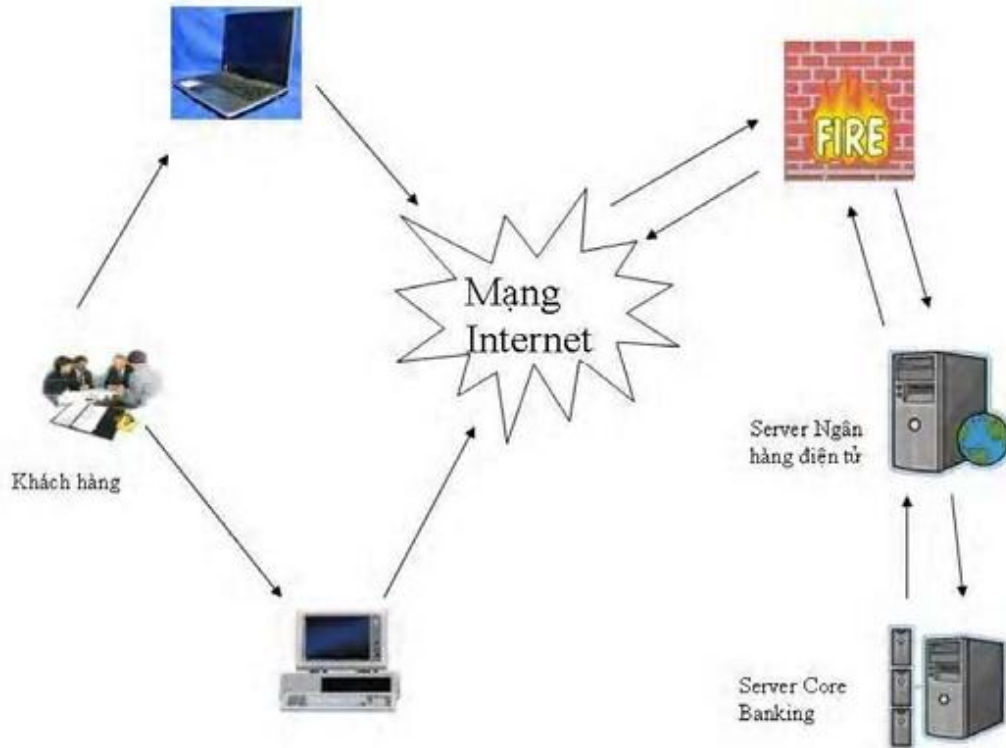 FIRE
Mạng
Internet
Khách hàng
Server Ngân
hàng điện tử
Server Core
Banking